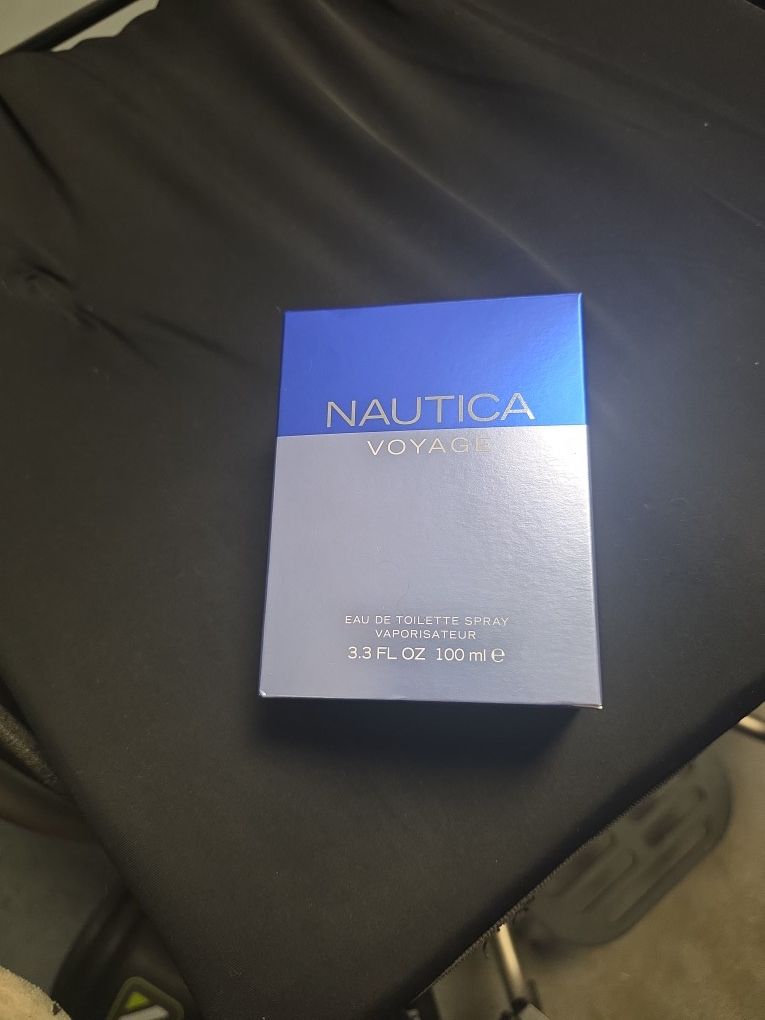 NAUTICA
VOYAGE
EAU DE TOILETTE SPRAY
VAPORISATEUR
3.3 FL OZ 100 ml ℮